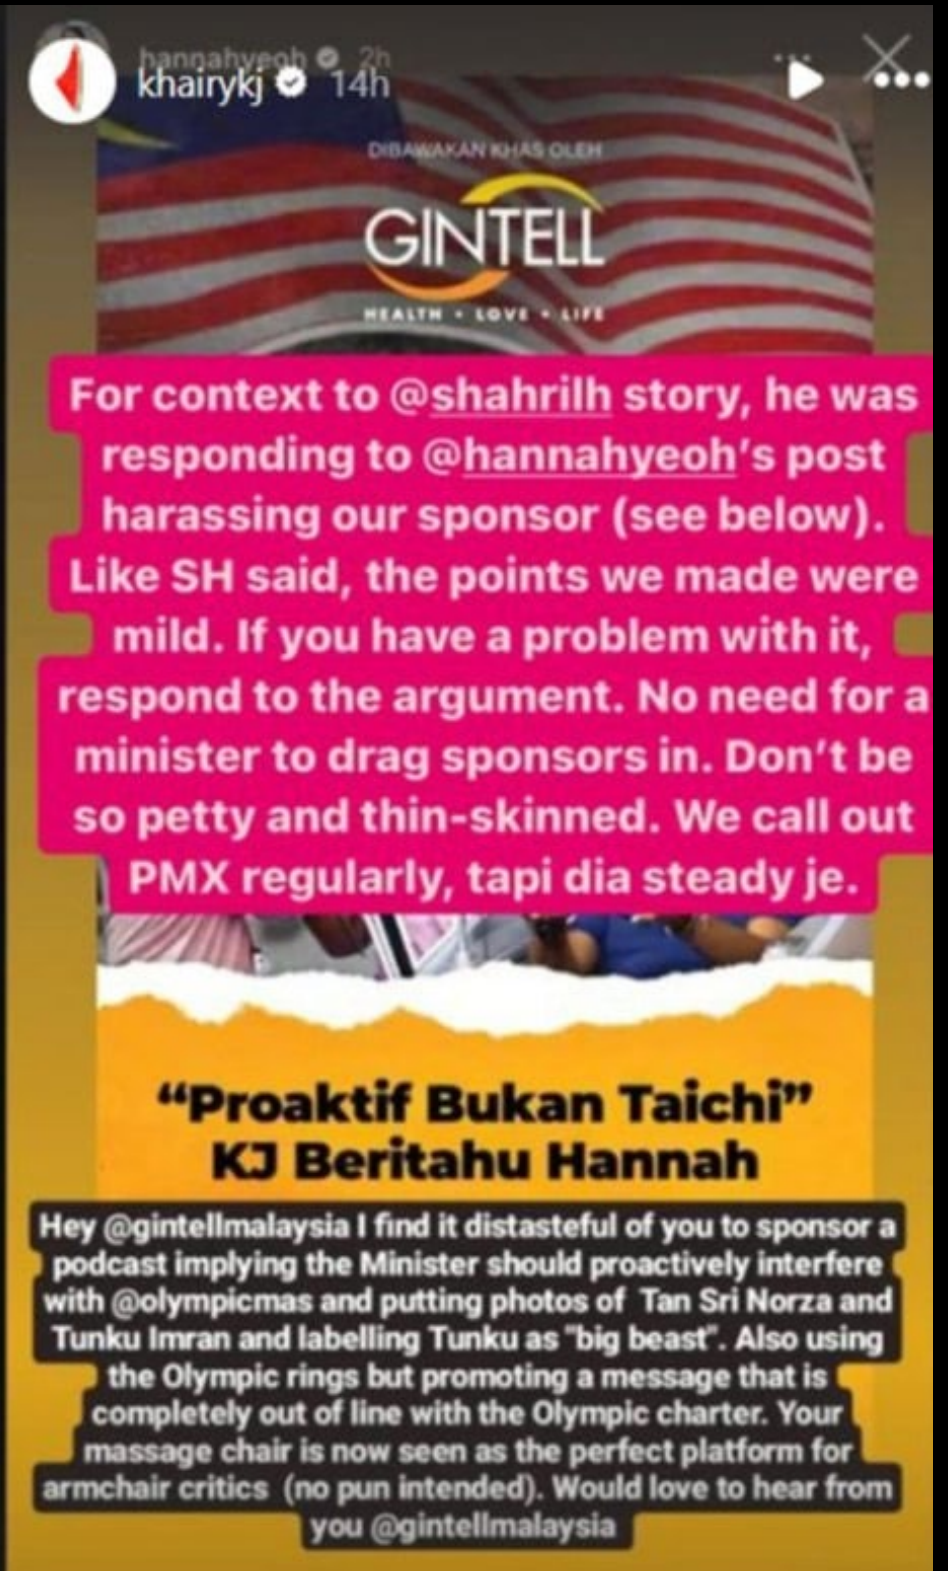 hannahyeoh 2h
khairykj 14h
DIBAWAKAN KHAS OLEH
GINTELL
HEALTH • LOVE • LIFE
For context to @shahrilh story, he was
responding to @hannahyeoh's post
harassing our sponsor (see below).
Like SH said, the points we made were
mild. If you have a problem with it,
respond to the argument. No need for a
minister to drag sponsors in. Don't be
so petty and thin-skinned. We call out
PMX regularly, tapi dia steady je.
“Proaktif Bukan Taichi”
KJ Beritahu Hannah
Hey @gintellmalaysia I find it distasteful of you to sponsor a
podcast implying the Minister should proactively interfere
with @olympicmas and putting photos of Tan Sri Norza and
Tunku Imran and labelling Tunku as "big beast". Also using
the Olympic rings but promoting a message that is
completely out of line with the Olympic charter. Your
massage chair is now seen as the perfect platform for
armchair critics (no pun intended). Would love to hear from
you @gintellmalaysia